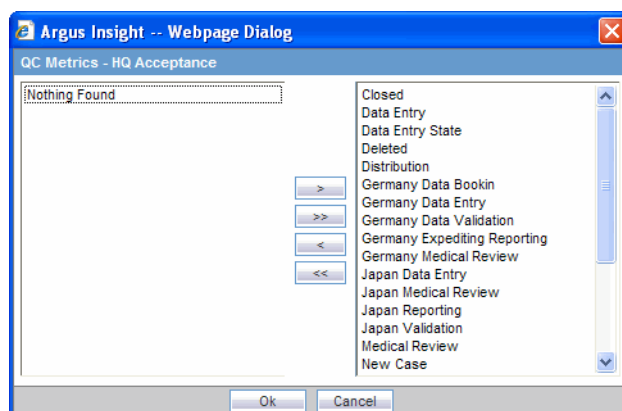 Argus Insight -- Webpage Dialog
QC Metrics - HQ Acceptance
Nothing Found
Closed
Data Entry
Data Entry State
Deleted
Distribution
Germany Data Bookin
Germany Data Entry
Germany Data Validation
Germany Expediting Reporting
Germany Medical Review
Japan Data Entry
Japan Medical Review
Japan Reporting
Japan Validation
Medical Review
New Case
>
>>
<
<<
Ok Cancel